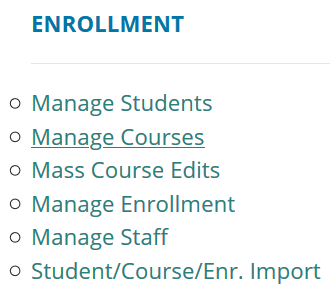 ENROLLMENT
Manage Students
Manage Courses
Mass Course Edits
Manage Enrollment
Manage Staff
Student/Course/Enr. Import